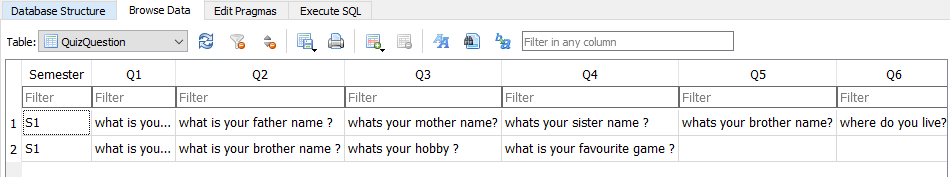 Database Structure Browse Data Edit Pragmas Execute SQL
Table: QuizQuestion Filter in any column
Semester Q1 Q2 Q3 Q4 Q5 Q6
Filter Filter Filter Filter Filter Filter Filter
1 S1 what is you... what is your father name ? whats your mother name? whats your sister name ? whats your brother name? where do you live?
2 S1 what is you... what is your brother name ? whats your hobby ? what is your favourite game ?